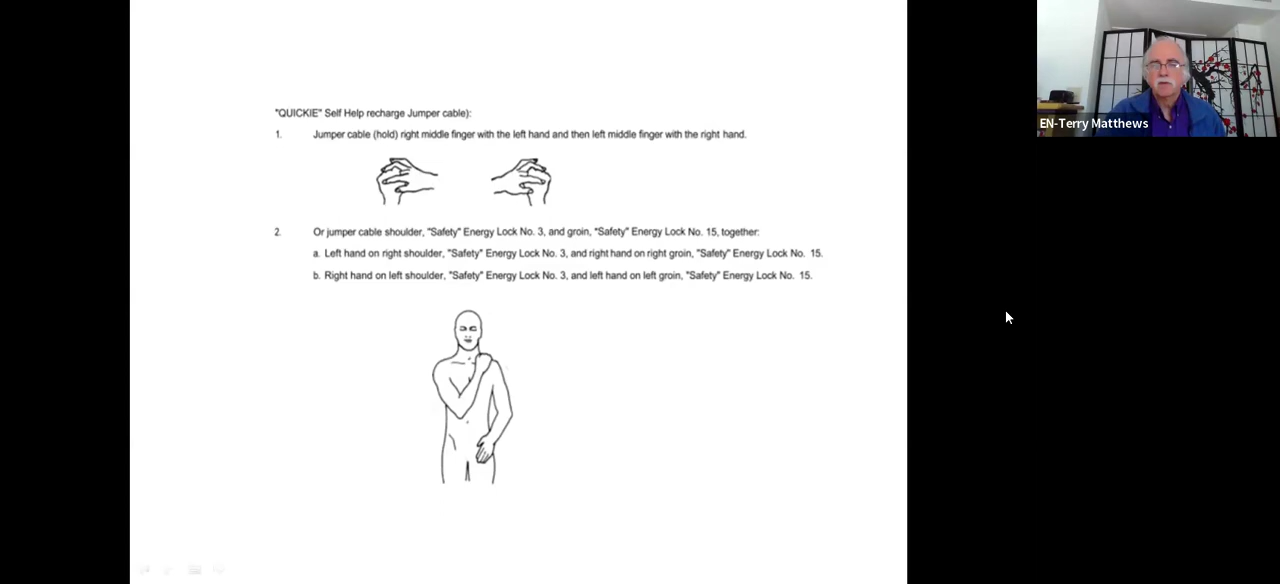 "QUICKIE" Self Help recharge Jumper cable):
1. Jumper cable (hold) right middle finger with the left hand and then left middle finger with the right hand.
2. Or jumper cable shoulder, "Safety" Energy Lock No. 3, and groin, "Safety" Energy Lock No. 15, together:
a. Left hand on right shoulder, "Safety" Energy Lock No. 3, and right hand on right groin, "Safety" Energy Lock No. 15.
b. Right hand on left shoulder, "Safety" Energy Lock No. 3, and left hand on left groin, "Safety" Energy Lock No. 15.
EN-Terry Matthews